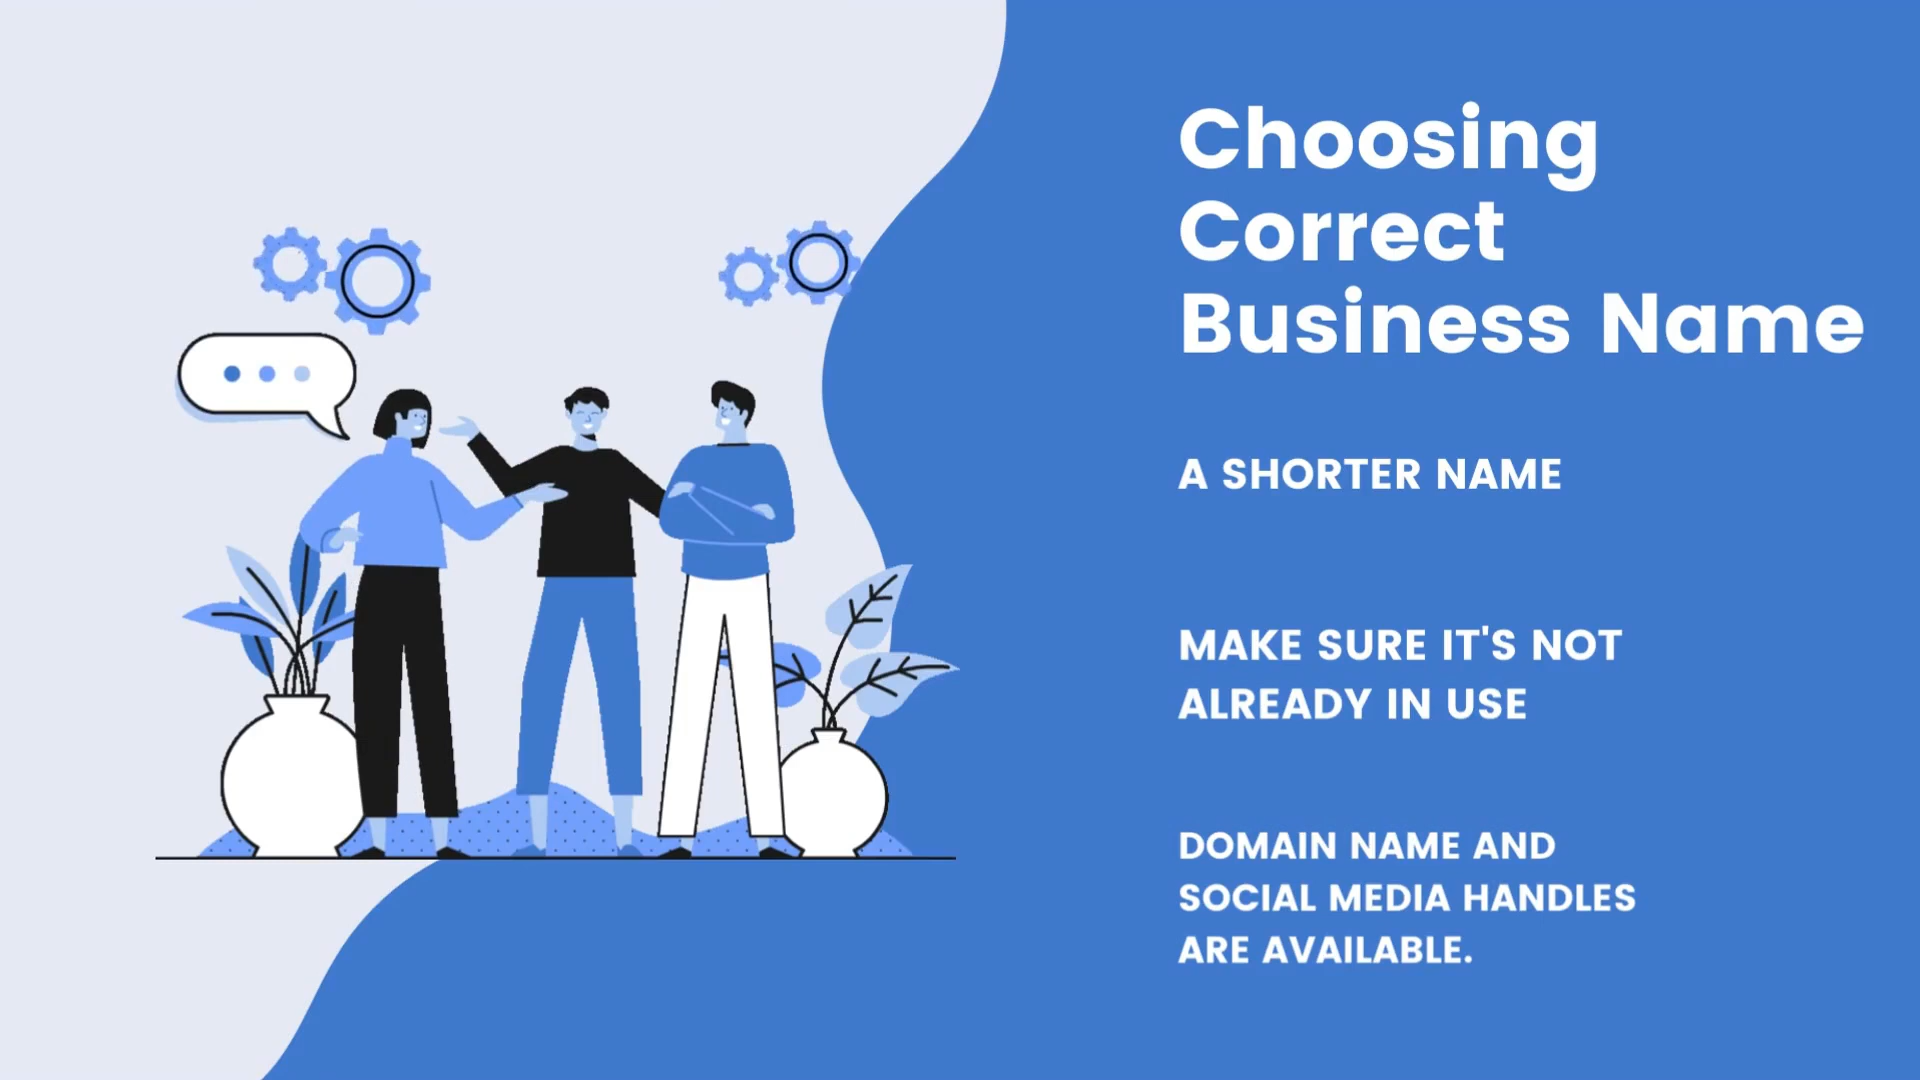 Choosing
Correct
Business Name
A SHORTER NAME
MAKE SURE IT'S NOT
ALREADY IN USE
DOMAIN NAME AND
SOCIAL MEDIA HANDLES
ARE AVAILABLE.